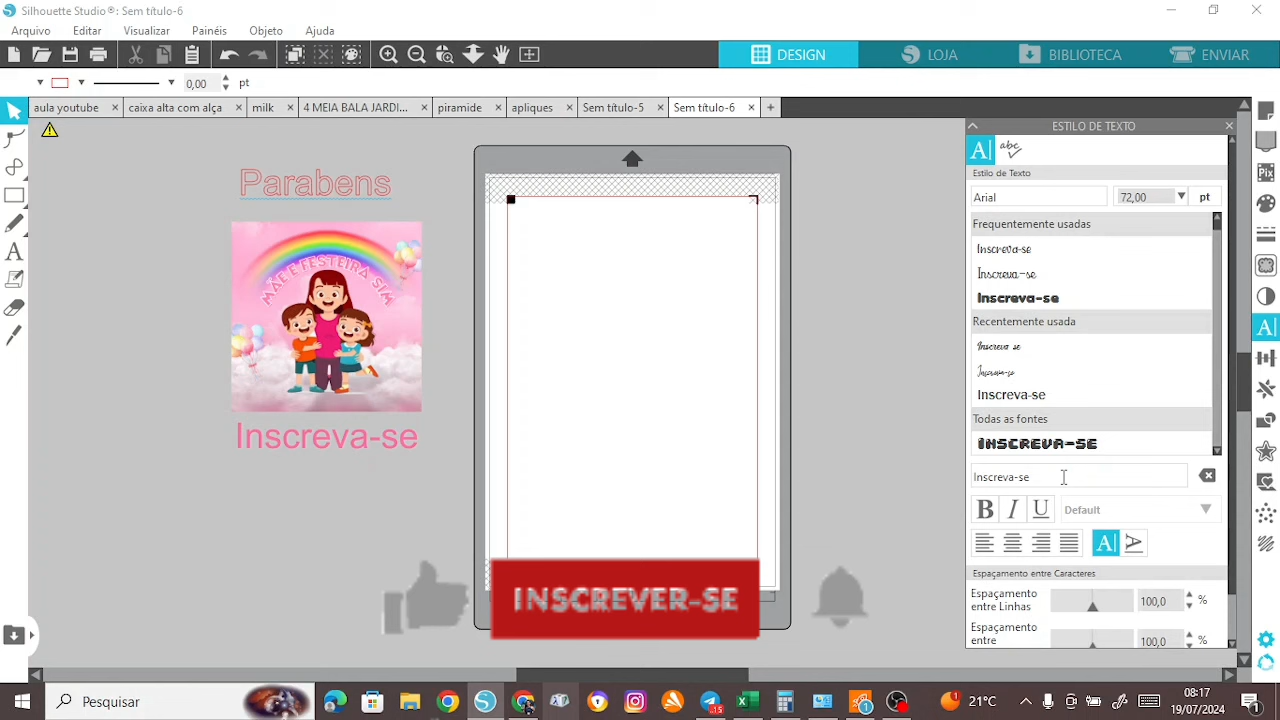 Silhouette Studio®: Sem título-6
Arquivo Editar Visualizar Painéis Objeto Ajuda
DESIGN LOJA BIBLIOTECA ENVIAR
0,00 pt
aula youtube caixa alta com alça milk 4 MEIA BALA JARDI... piramide apliques Sem título-5 Sem título-6
ESTILO DE TEXTO
A| abc
Estilo de Texto
Arial 72,00 pt
Frequentemente usadas
Inscreva-se
Inscreva-se
Inscreva-se
Recentemente usada
Inscreva se
Inscreva-se
Inscreva-se
Todas as fontes
INSCREVA-SE
Inscreva-se
B I U Default
A| A
Espaçamento entre Caracteres
Espaçamento entre Linhas 100,0 %
Espaçamento entre 100,0 %
Parabens
MÃE E FESTEIRA SIM
Inscreva-se
INSCREVER-SE
Pesquisar
15
1
21°C
08:17
19/07/2024
1